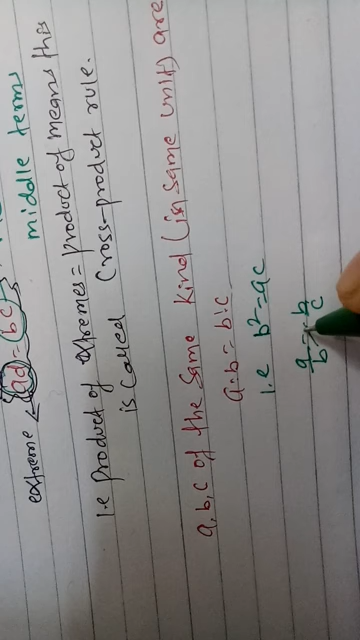 middle terms
extreme ad = bc
i.e product of extremes = product of means this
is called Cross-product rule.
a, b, c of the same kind (in same units) are
a:b = b:c
i.e b² = ac
a/b = b/c